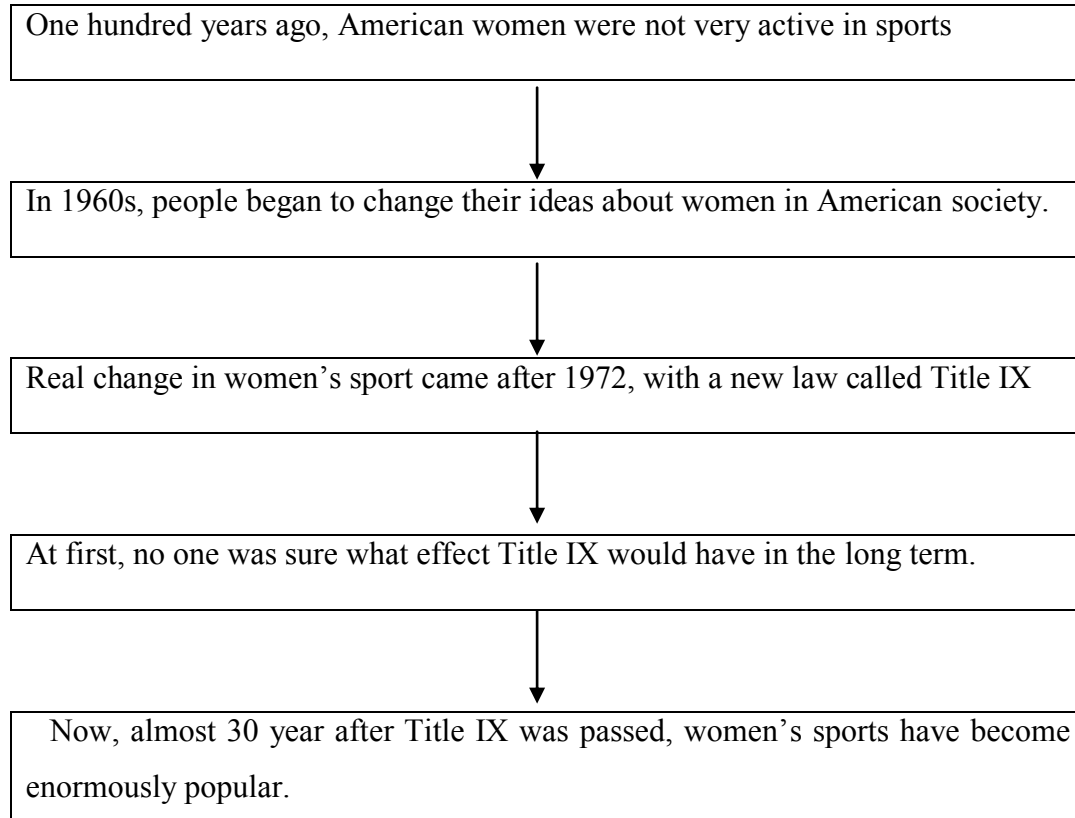 One hundred years ago, American women were not very active in sports
In 1960s, people began to change their ideas about women in American society.
Real change in women’s sport came after 1972, with a new law called Title IX
At first, no one was sure what effect Title IX would have in the long term.
Now, almost 30 year after Title IX was passed, women’s sports have become
enormously popular.